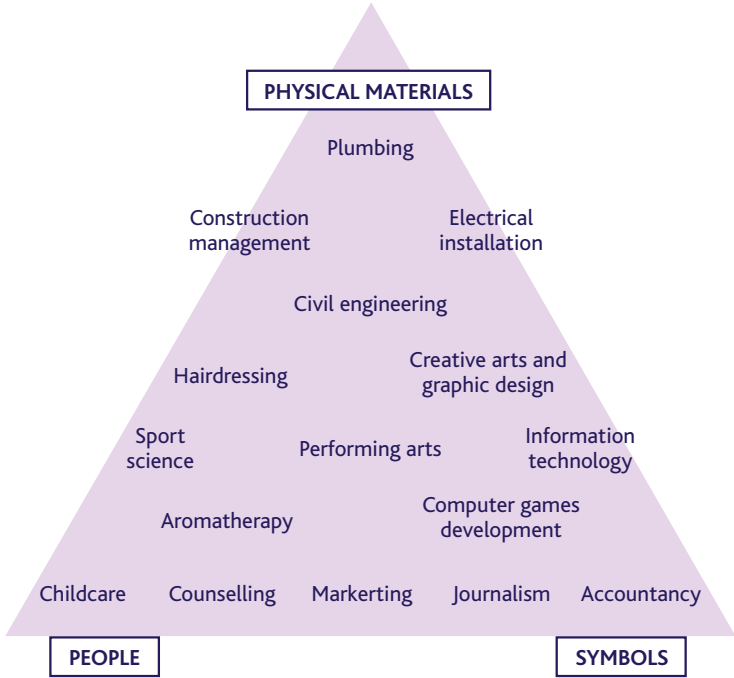 PHYSICAL MATERIALS
Plumbing
Construction
management
Electrical
installation
Civil engineering
Hairdressing
Creative arts and
graphic design
Sport
science
Performing arts
Information
technology
Aromatherapy
Computer games
development
Childcare
Counselling
Markerting
Journalism
Accountancy
PEOPLE
SYMBOLS